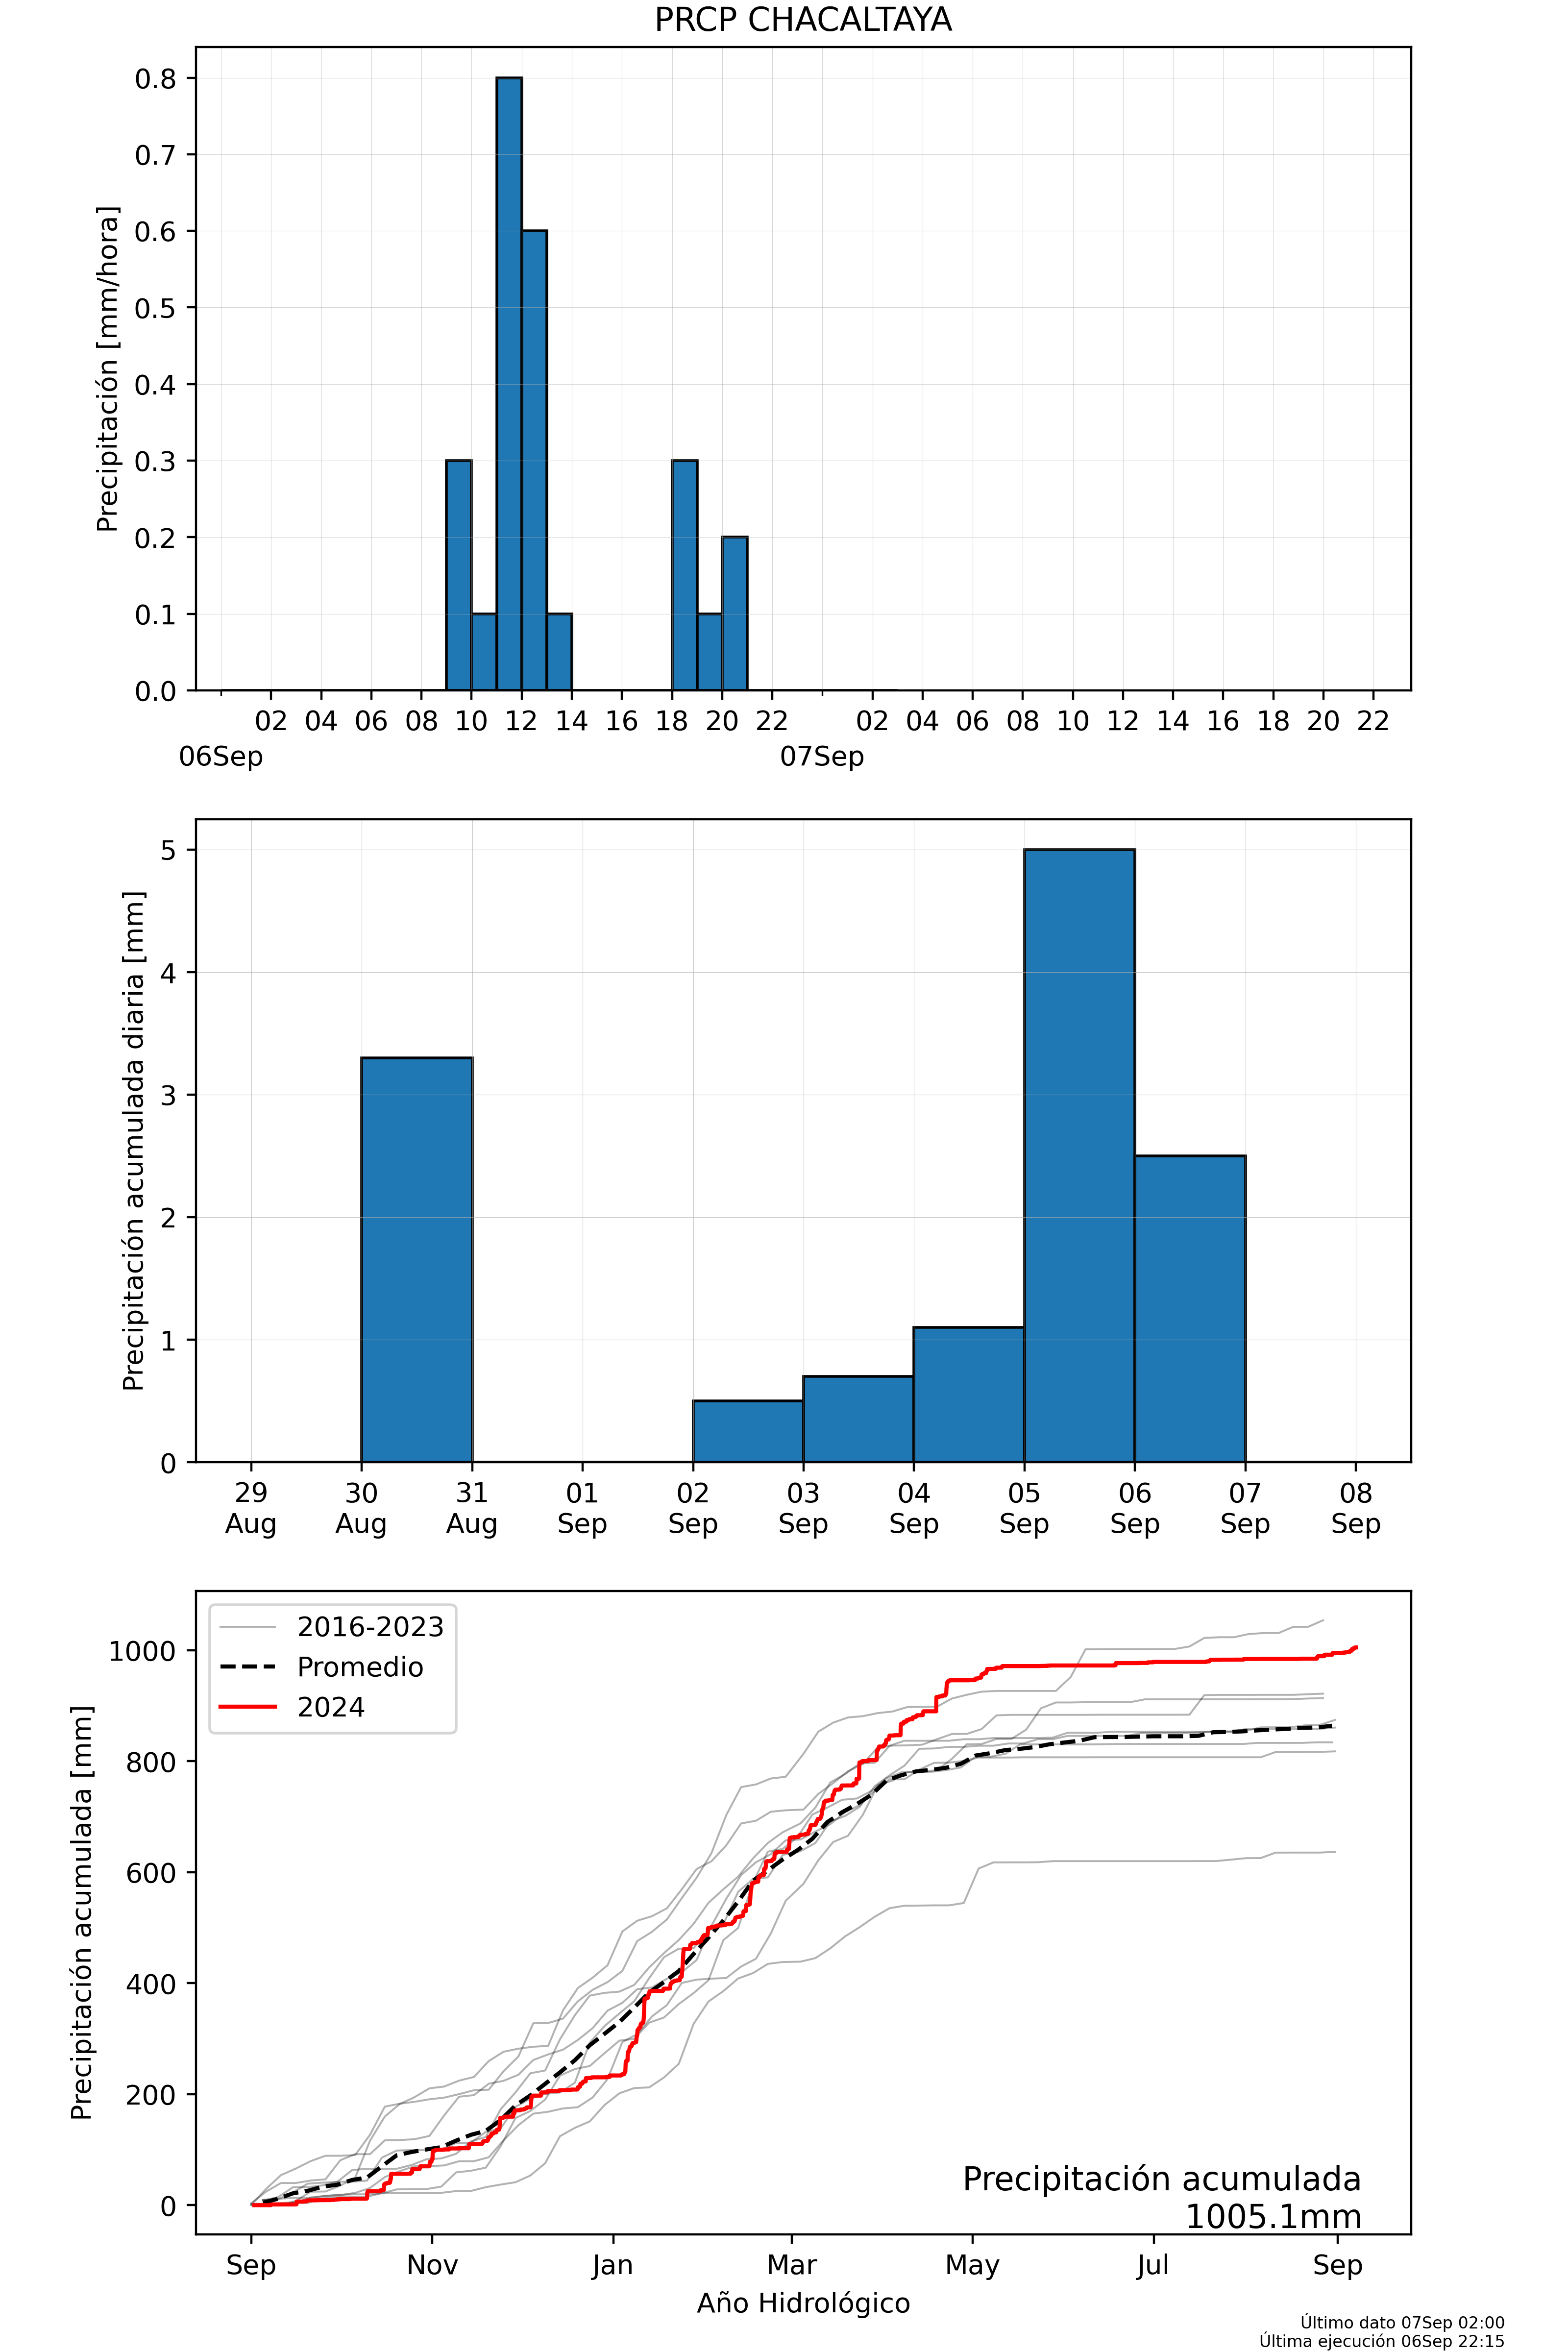 PRCP CHACALTAYA
Precipitación [mm/hora]
0.8
0.7
0.6
0.5
0.4
0.3
0.2
0.1
0.0
02 04 06 08 10 12 14 16 18 20 22 02 04 06 08 10 12 14 16 18 20 22
06Sep 07Sep
Precipitación acumulada diaria [mm]
5
4
3
2
1
0
29 30 31 01 02 03 04 05 06 07 08
Aug Aug Aug Sep Sep Sep Sep Sep Sep Sep Sep
Precipitación acumulada [mm]
1000
800
600
400
200
0
2016-2023
Promedio
2024
Precipitación acumulada
1005.1mm
Sep Nov Jan Mar May Jul Sep
Año Hidrológico
Último dato 07Sep 02:00
Última ejecución 06Sep 22:15